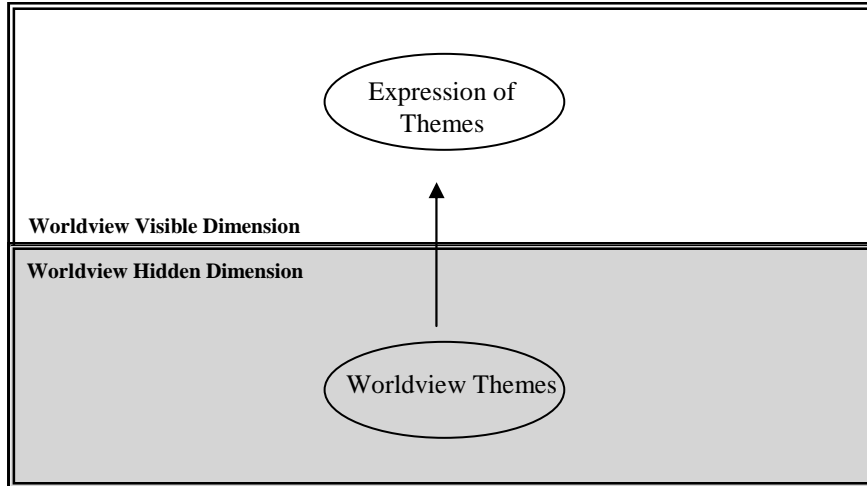 Expression of
Themes
Worldview Visible Dimension
Worldview Hidden Dimension
Worldview Themes